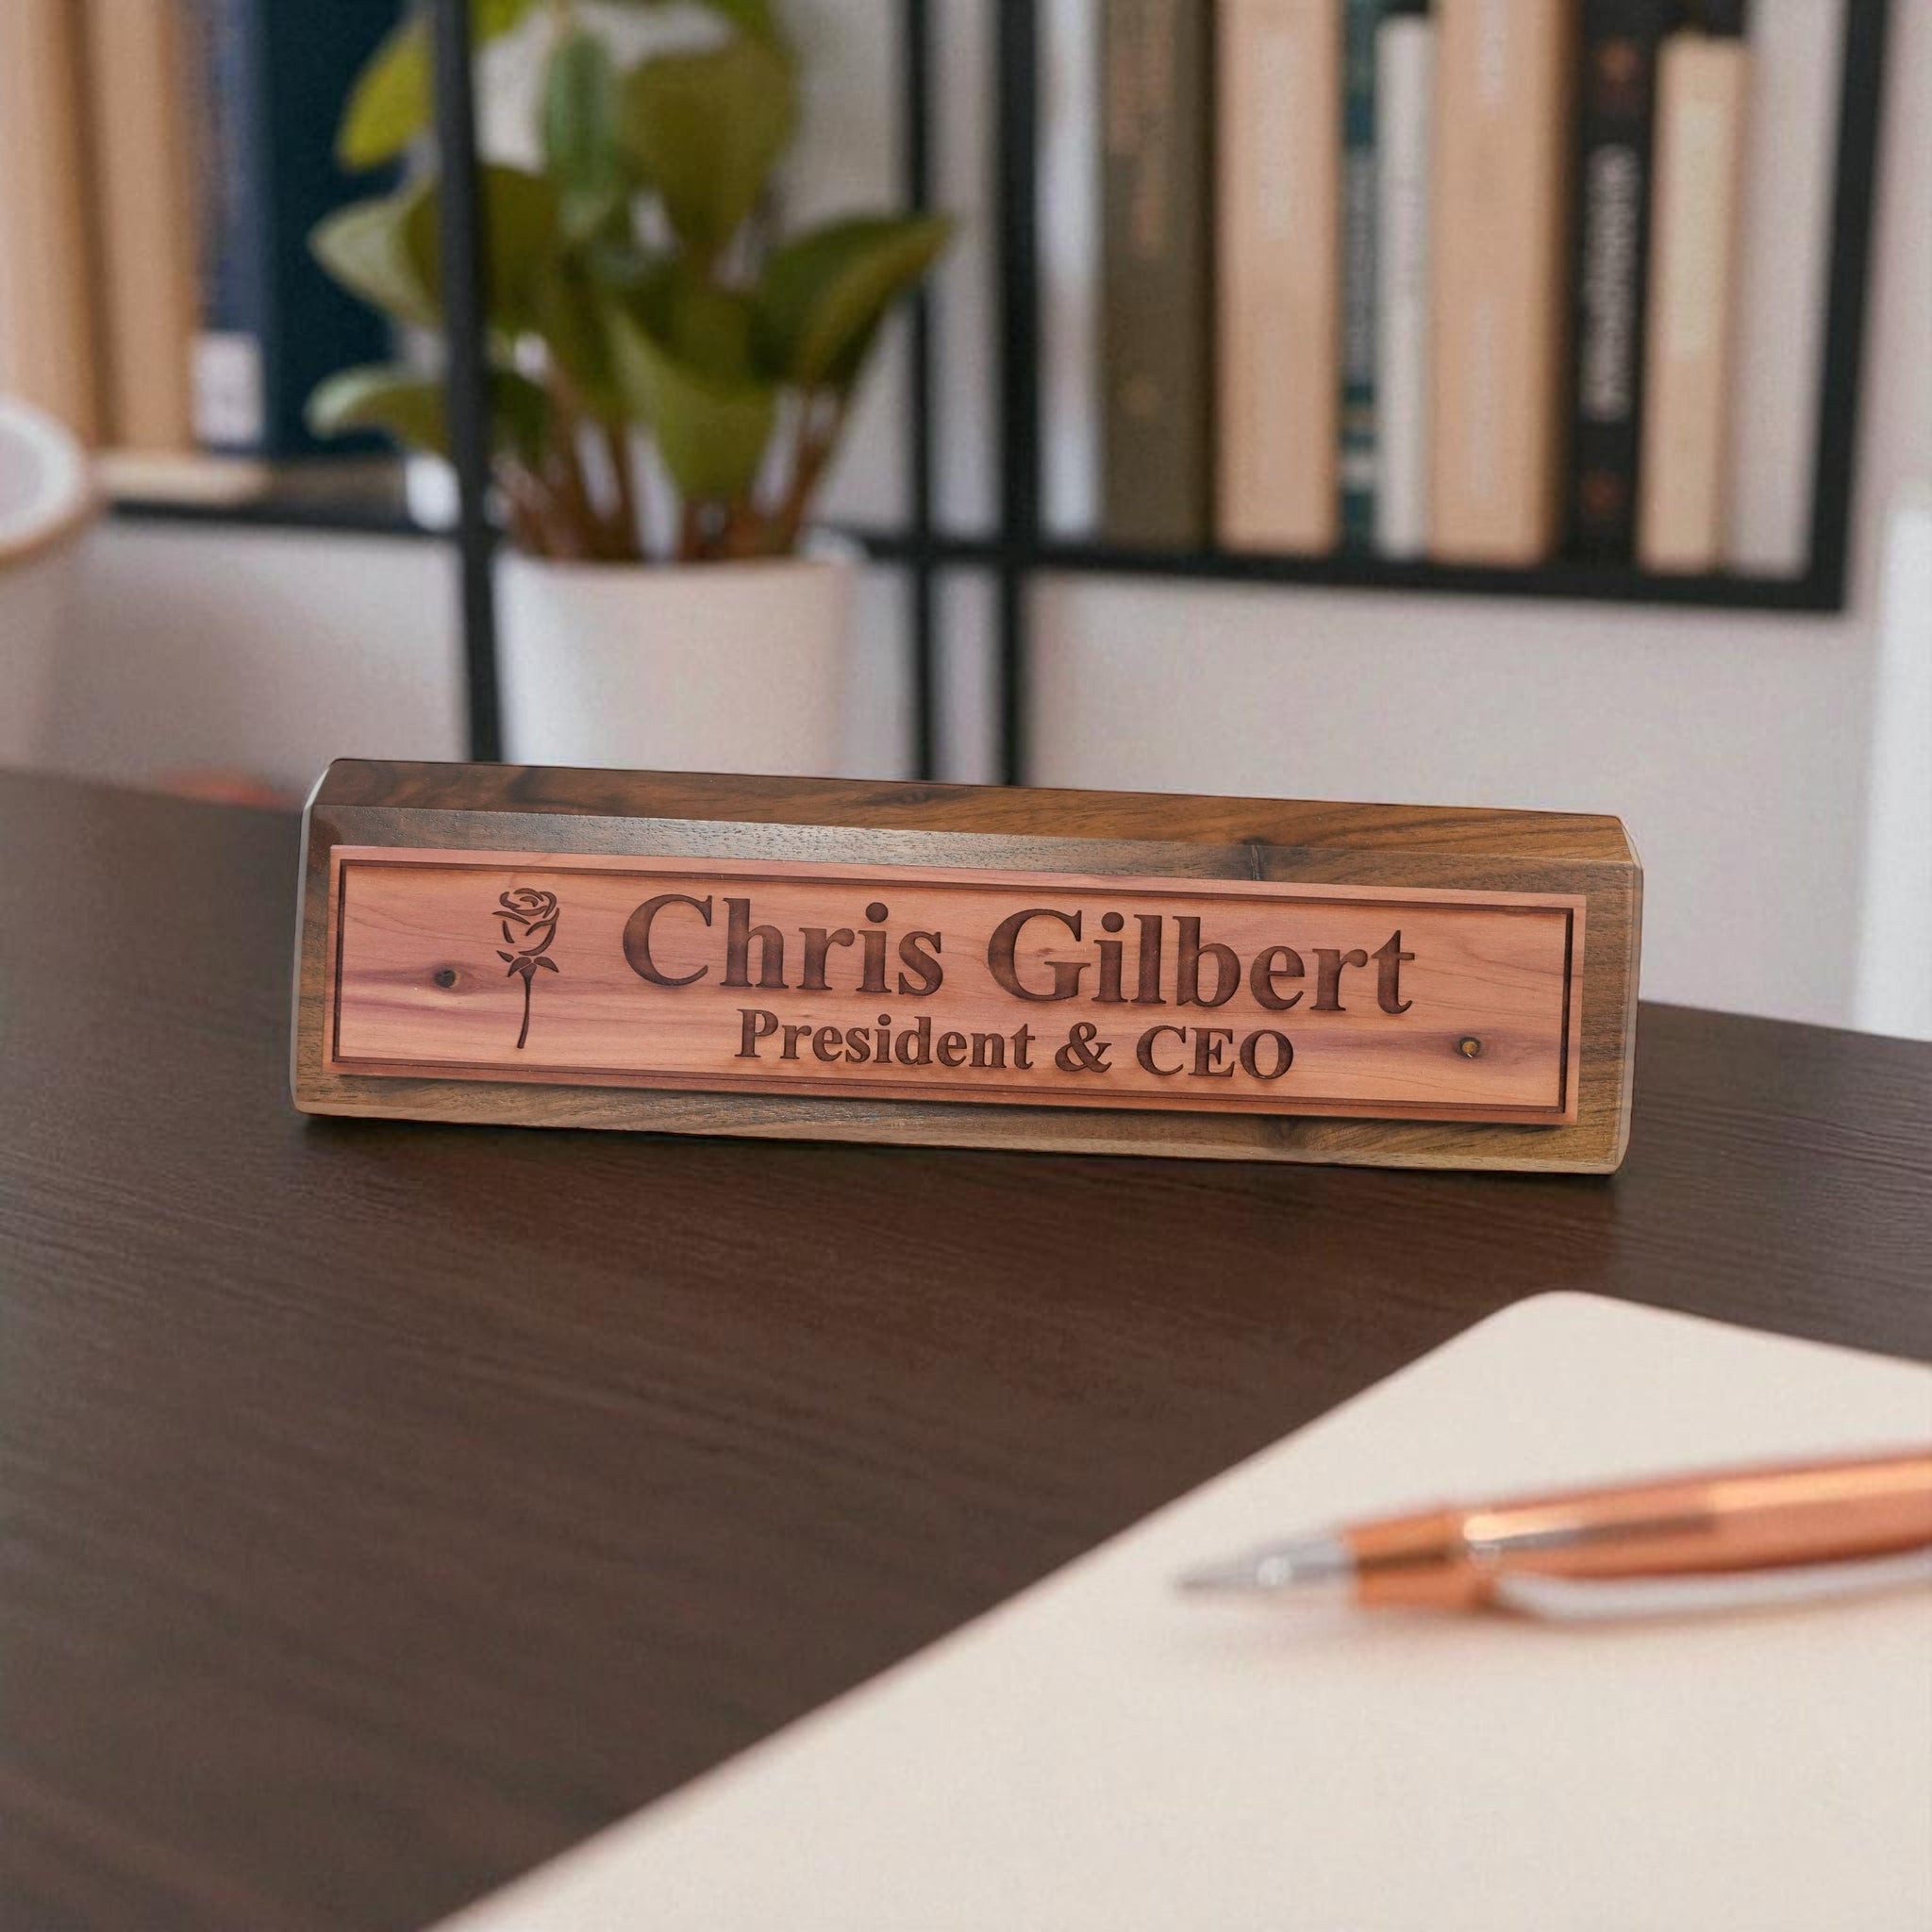 Chris Gilbert
President & CEO